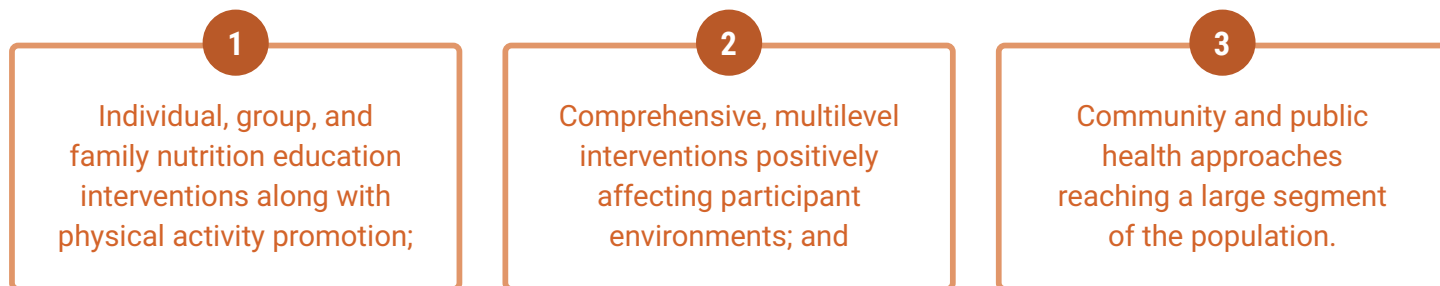 1
Individual, group, and
family nutrition education
interventions along with
physical activity promotion;
2
Comprehensive, multilevel
interventions positively
affecting participant
environments; and
3
Community and public
health approaches
reaching a large segment
of the population.